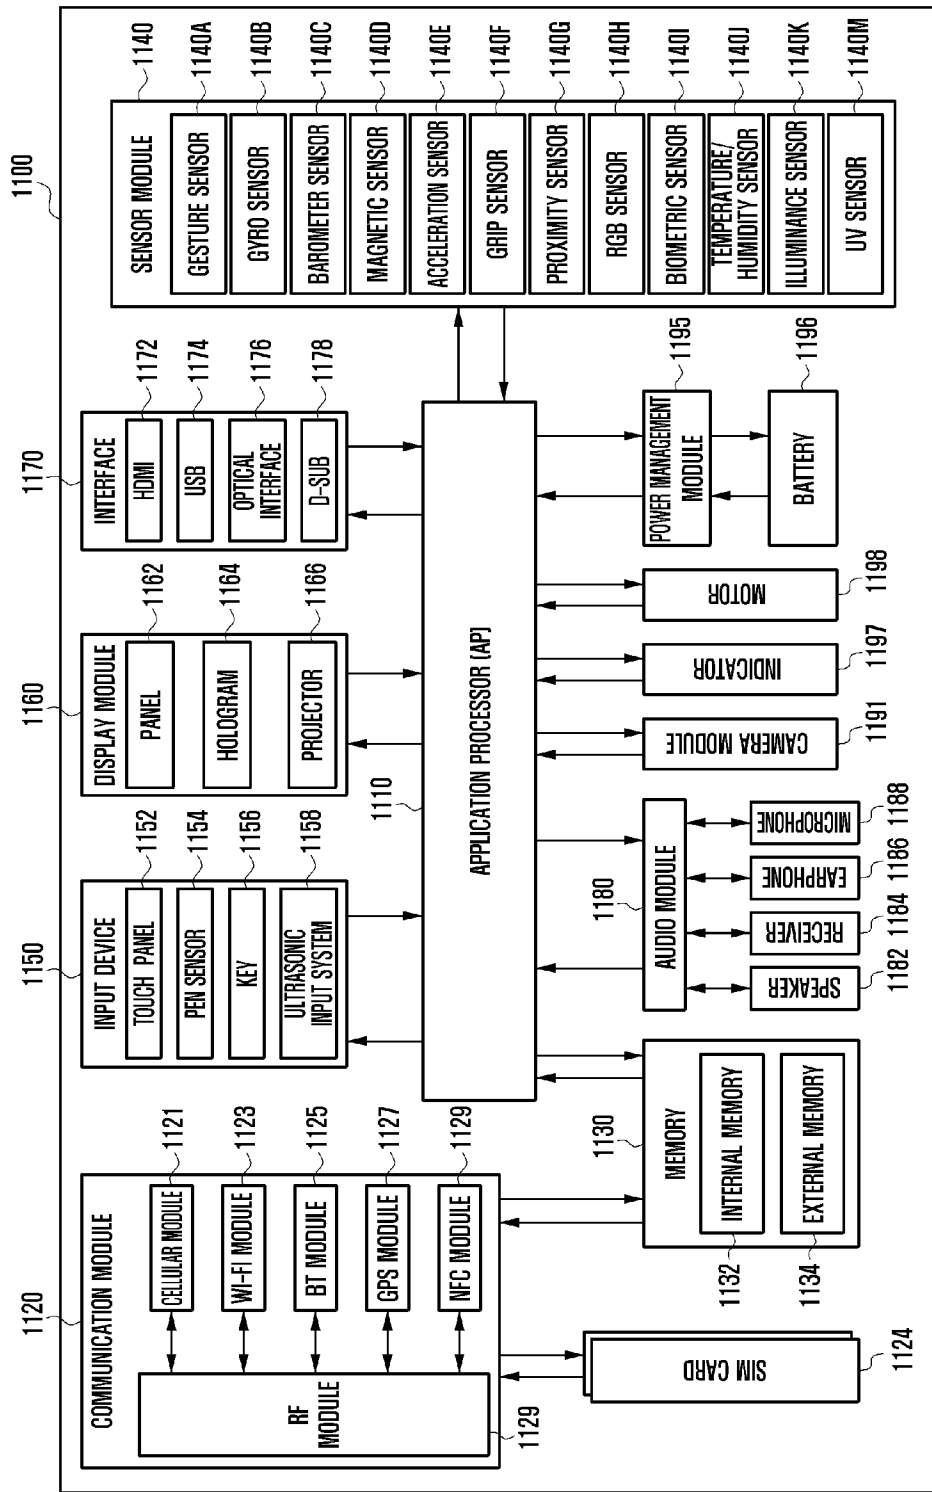 1100
COMMUNICATION MODULE
1120
RF
MODULE
1129
CELLULAR MODULE
1121
WI-FI MODULE
1123
BT MODULE
1125
GPS MODULE
1127
NFC MODULE
1129
SIM CARD
1124
INPUT DEVICE
1150
TOUCH PANEL
1152
PEN SENSOR
1154
KEY
1156
ULTRASONIC
INPUT SYSTEM
1158
DISPLAY MODULE
1160
PANEL
1162
HOLOGRAM
1164
PROJECTOR
1166
INTERFACE
1170
HDMI
1172
USB
1174
OPTICAL
INTERFACE
1176
D-SUB
1178
SENSOR MODULE
1140
GESTURE SENSOR
1140A
GYRO SENSOR
1140B
BAROMETER SENSOR
1140C
MAGNETIC SENSOR
1140D
ACCELERATION SENSOR
1140E
GRIP SENSOR
1140F
PROXIMITY SENSOR
1140G
RGB SENSOR
1140H
BIOMETRIC SENSOR
1140I
TEMPERATURE/
HUMIDITY SENSOR
1140J
ILLUMINANCE SENSOR
1140K
UV SENSOR
1140M
APPLICATION PROCESSOR (AP)
1110
MEMORY
1130
INTERNAL MEMORY
1132
EXTERNAL MEMORY
1134
AUDIO MODULE
1180
SPEAKER
1182
RECEIVER
1184
EARPHONE
1186
MICROPHONE
1188
CAMERA MODULE
1191
INDICATOR
1197
MOTOR
1198
POWER MANAGEMENT
MODULE
1195
BATTERY
1196